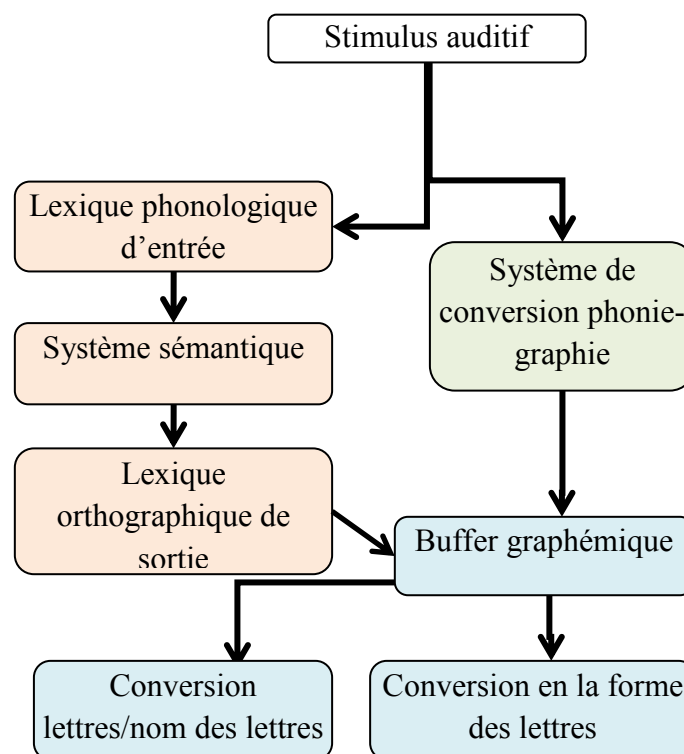 Stimulus auditif
Lexique phonologique
d’entrée
Système de
conversion phonie-
graphie
Système sémantique
Lexique
orthographique de
sortie
Buffer graphémique
Conversion
lettres/nom des lettres
Conversion en la forme
des lettres